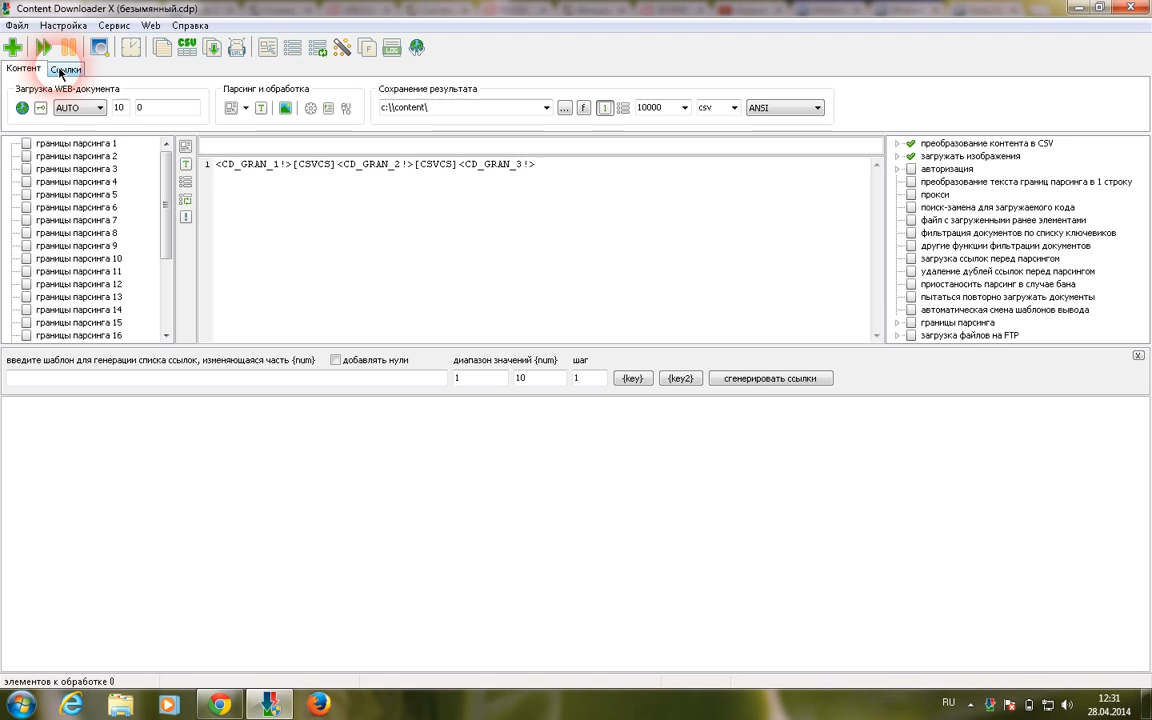 Content Downloader X (безымянный.cdp)
Файл Настройка Сервис Web Справка
CSV F LOG
Контент Ссылки
Загрузка WEB-документа Парсинг и обработка Сохранение результата
AUTO 10 0 T c:\\content\ ... f 1 10000 csv ANSI
границы парсинга 1
границы парсинга 2
границы парсинга 3
границы парсинга 4
границы парсинга 5
границы парсинга 6
границы парсинга 7
границы парсинга 8
границы парсинга 9
границы парсинга 10
границы парсинга 11
границы парсинга 12
границы парсинга 13
границы парсинга 14
границы парсинга 15
границы парсинга 16
T
!
1 <CD_GRAN_1!>[CSVCS]<CD_GRAN_2!>[CSVCS]<CD_GRAN_3!>
преобразование контента в CSV
загружать изображения
авторизация
преобразование текста границ парсинга в 1 строку
прокси
поиск-замена для загружаемого кода
файл с загруженными ранее элементами
фильтрация документов по списку ключевиков
другие функции фильтрации документов
загрузка ссылок перед парсингом
удаление дублей ссылок перед парсингом
приостановить парсинг в случае бана
пытаться повторно загружать документы
автоматическая смена шаблонов вывода
границы парсинга
загрузка файлов на FTP
введите шаблон для генерации списка ссылок, изменяющаяся часть {num} добавлять нули диапазон значений {num} шаг
1 10 1 {key} {key2} сгенерировать ссылки
элементов к обработке 0
RU 12:31
28.04.2014